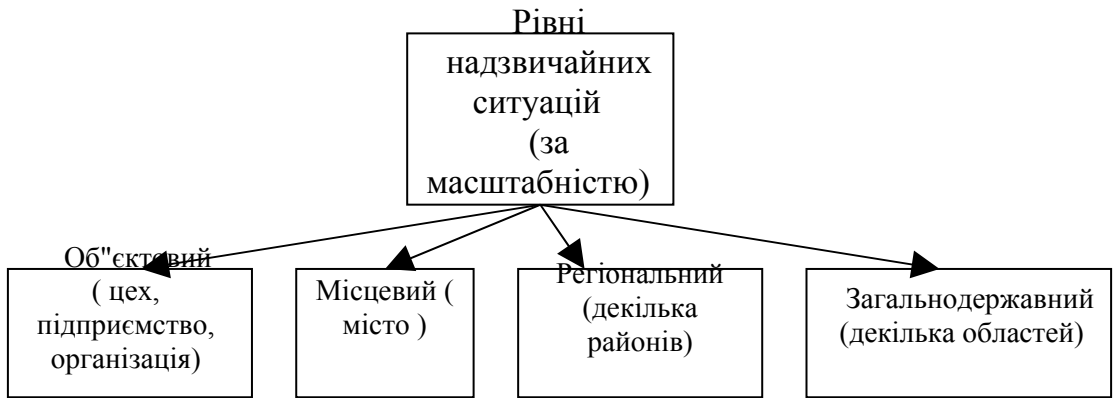 Рівні
надзвичайних
ситуацій
(за
масштабністю)
Об"єктовий
( цех,
підприємство,
організація)
Місцевий (
місто )
Регіональний
(декілька
районів)
Загальнодержавний
(декілька областей)